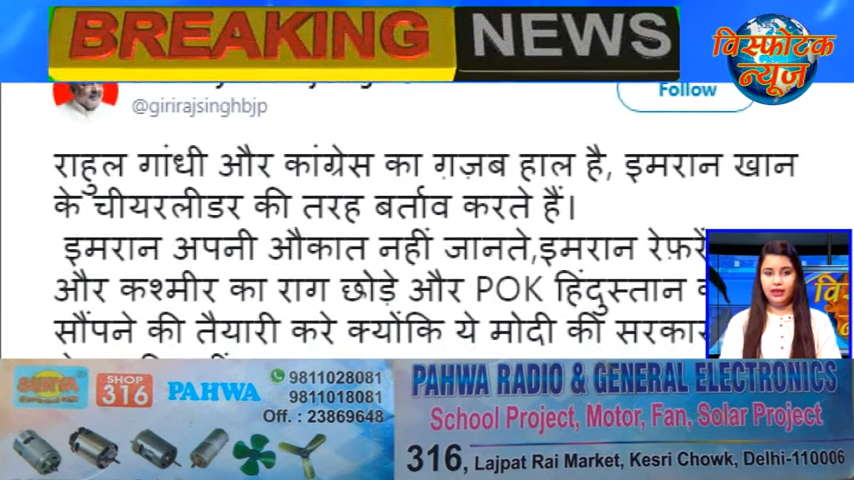 BREAKING NEWS
विस्फोटक
न्यूज
@girirajsinghbjp
Follow
राहुल गांधी और कांग्रेस का ग़ज़ब हाल है, इमरान खान
के चीयरलीडर की तरह बर्ताव करते हैं।
इमरान अपनी औकात नहीं जानते,इमरान
और कश्मीर का राग छोड़े और POK हिंदुस्तान
सौंपने की तैयारी करे क्योंकि ये मोदी की सरकार
SHOP
316
PAHWA
9811028081
9811018081
Off. : 23869648
PAHWA RADIO & GENERAL ELECTRONICS
School Project, Motor, Fan, Solar Project
316, Lajpat Rai Market, Kesri Chowk, Delhi-110006